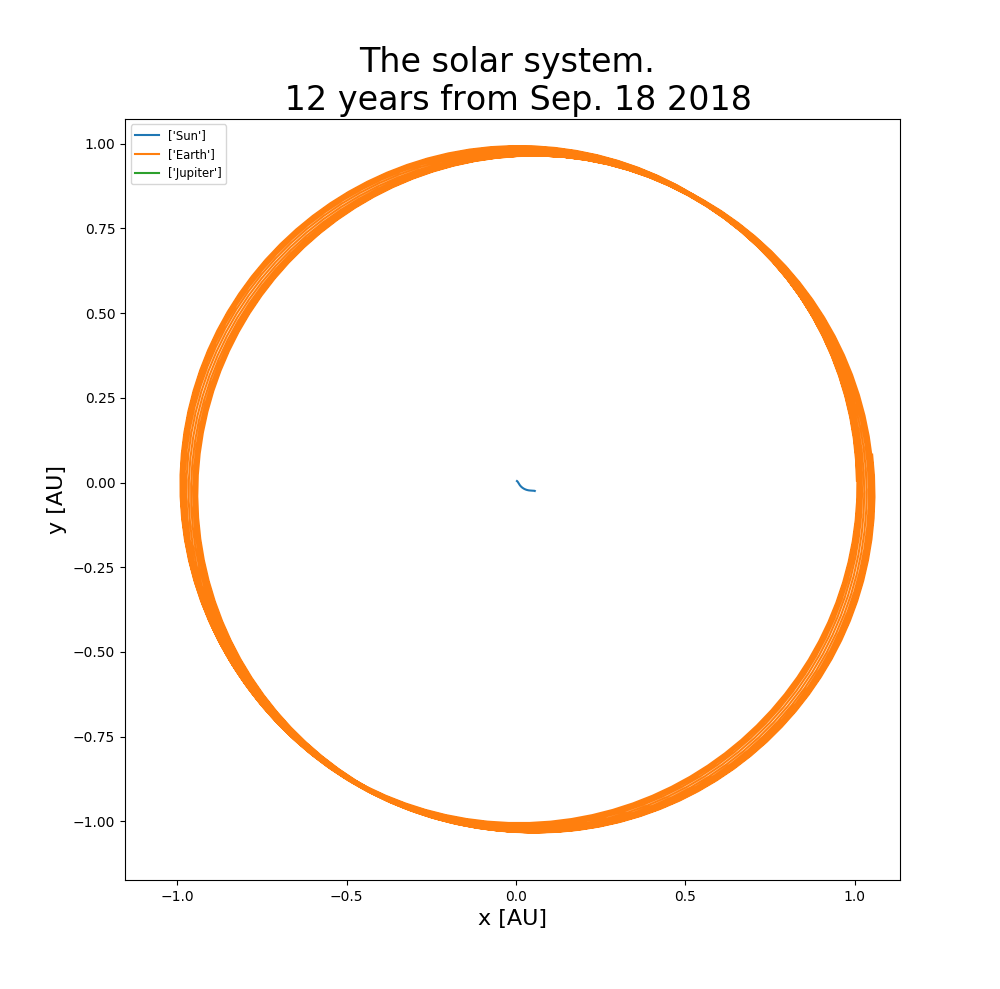 The solar system.
12 years from Sep. 18 2018
['Sun']
['Earth']
['Jupiter']
1.00
0.75
0.50
0.25
0.00
−0.25
−0.50
−0.75
−1.00
y [AU]
−1.0
−0.5
0.0
0.5
1.0
x [AU]